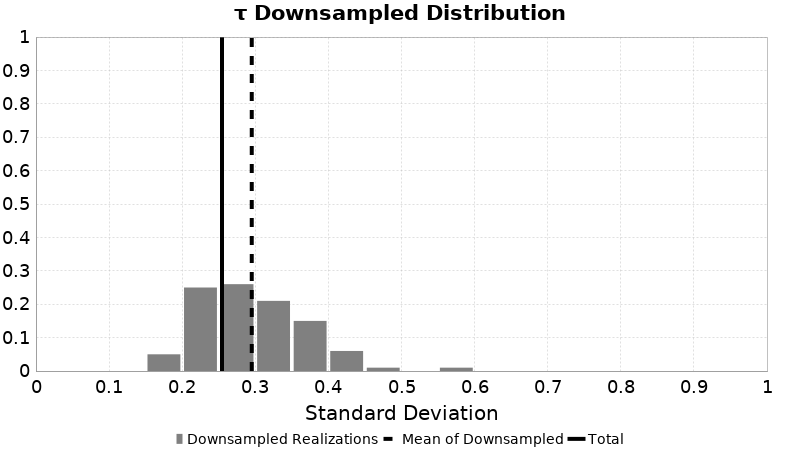 τ Downsampled Distribution
1
0.9
0.8
0.7
0.6
0.5
0.4
0.3
0.2
0.1
0
0 0.1 0.2 0.3 0.4 0.5 0.6 0.7 0.8 0.9 1
Standard Deviation
Downsampled Realizations Mean of Downsampled Total